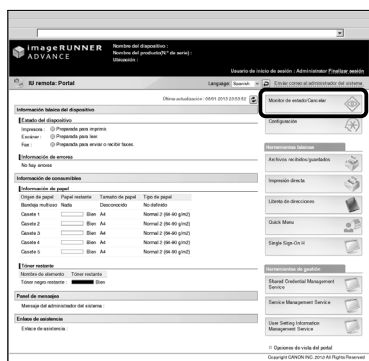 imageRUNNER
ADVANCE
Nombre del dispositivo :
Nombre del producto(N.º de serie) :
Ubicación :
Usuario de inicio de sesión : Administrator Finalizar sesión
IU remota: Portal
Language: Spanish
Enviar correo al administrador del sistema
Última actualización : 08/01 2013 23:53:52
Monitor de estado/Cancelar
Información básica del dispositivo
Estado del dispositivo
Impresora : Preparada para imprimir.
Escáner : Preparada para leer.
Fax : Preparada para enviar o recibir faxes.
Configuración
Información de errores
No hay errores
Herramientas básicas
Archivos recibidos/guardados
Información de consumibles
Información de papel
Origen de papel Papel restante Tamaño de papel Tipo de papel
Bandeja multiuso Nada Desconocido No definido
Casete 1 Bien A4 Normal 2 (64-90 g/m2)
Casete 2 Bien A4 Normal 2 (64-90 g/m2)
Casete 3 Bien A4 Normal 2 (64-90 g/m2)
Casete 4 Bien A4 Normal 2 (64-90 g/m2)
Casete 5 Bien A4 Normal 2 (64-90 g/m2)
Impresión directa
Libreta de direcciones
Quick Menu
Single Sign-On H
Tóner restante
Nombre de elemento Tóner restante
Tóner negro restante : Bien
Herramientas de gestión
Shared Credential Management
Service
Panel de mensajes
Mensaje del administrador del sistema :
Service Management Service
Enlace de asistencia
Enlace de asistencia :
User Setting Information
Management Service
Opciones de vista del portal
Copyright CANON INC. 2013 All Rights Reserved